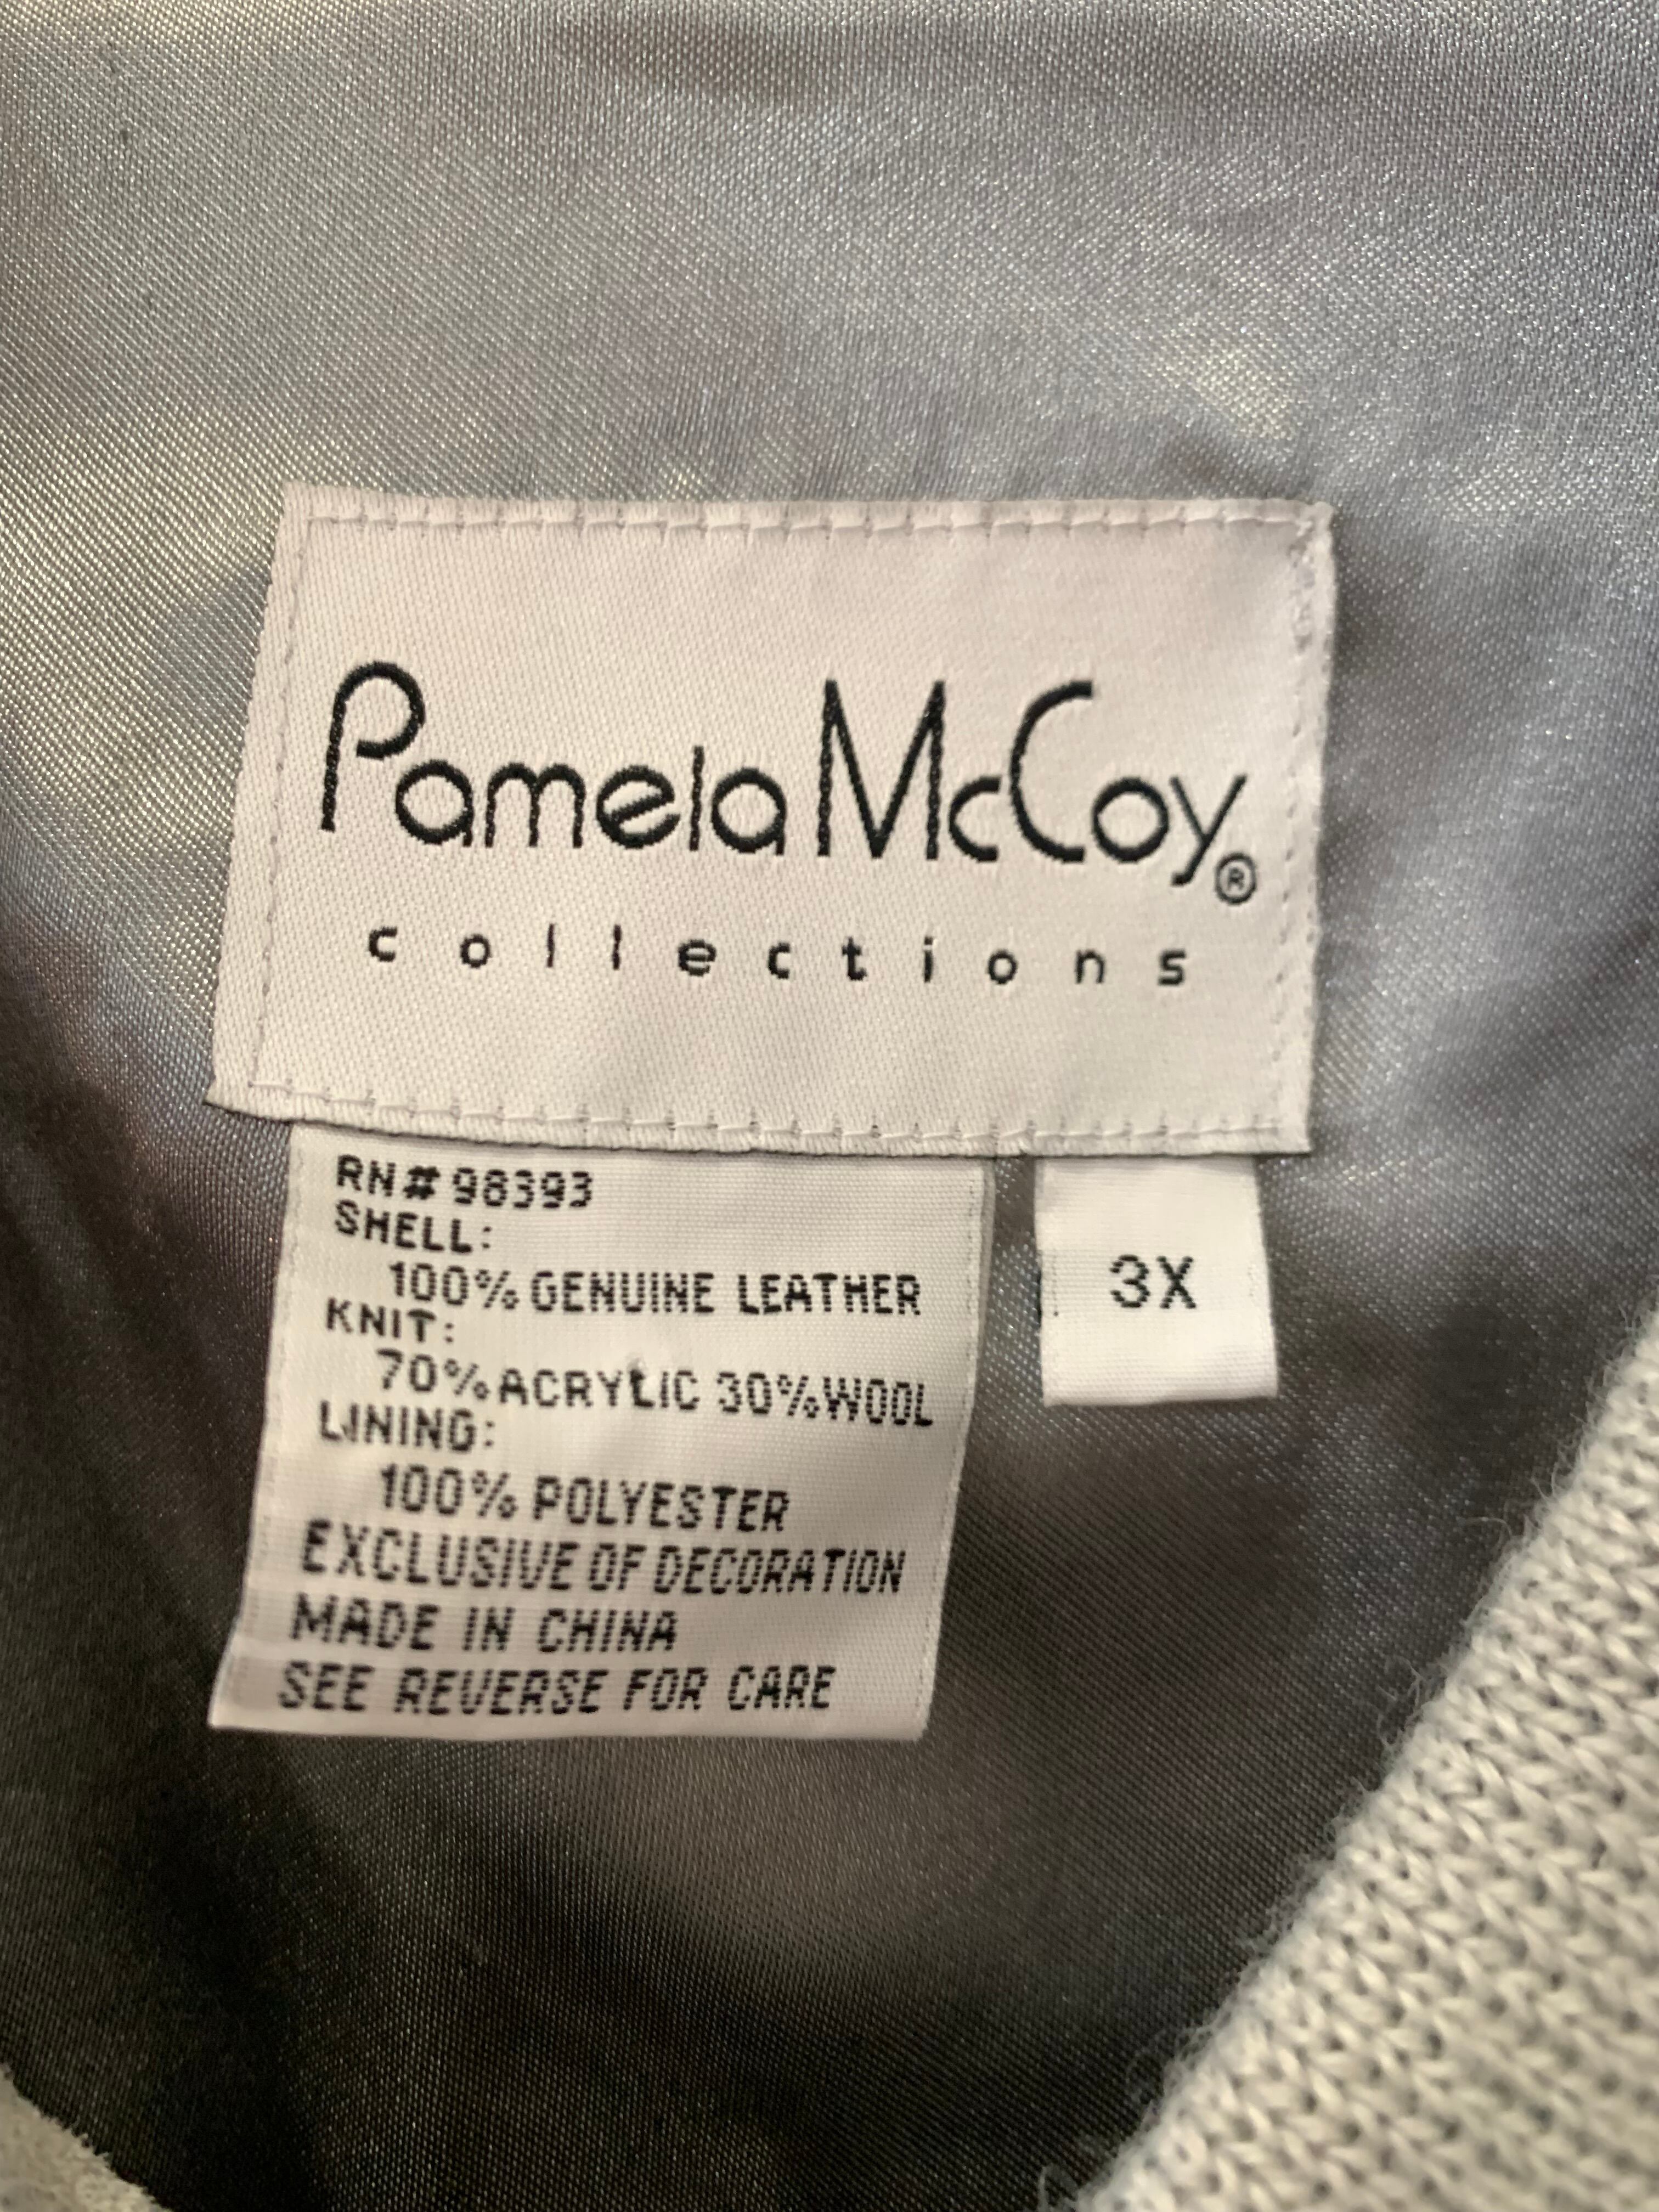 Pamela McCoy®
collections
RN# 98393
SHELL:
100% GENUINE LEATHER
KNIT:
70% ACRYLIC 30% WOOL
LINING:
100% POLYESTER
EXCLUSIVE OF DECORATION
MADE IN CHINA
SEE REVERSE FOR CARE
3X